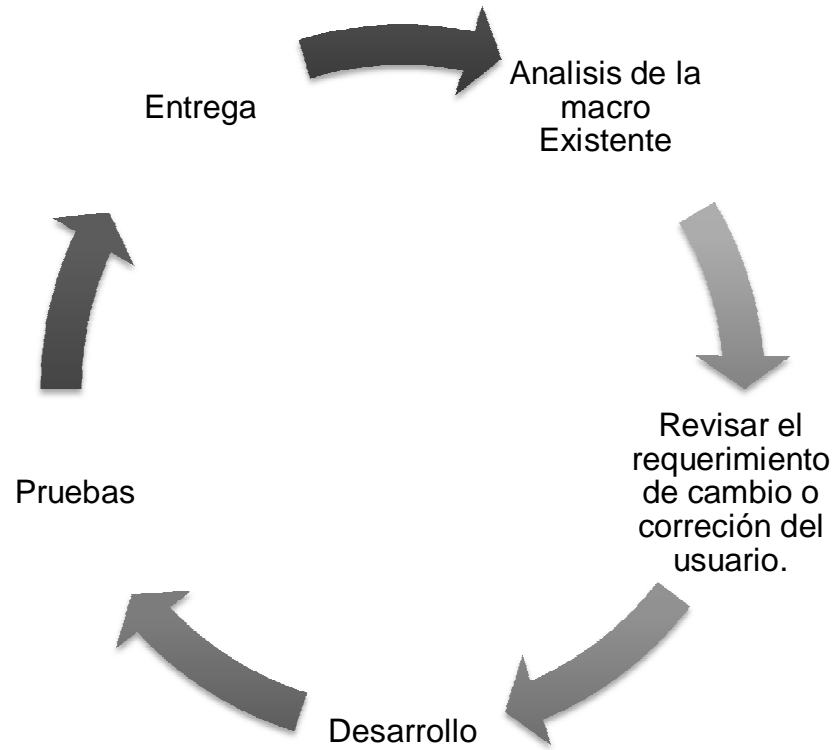 Entrega
Analisis de la
macro
Existente
Revisar el
requerimiento
de cambio o
correción del
usuario.
Pruebas
Desarrollo